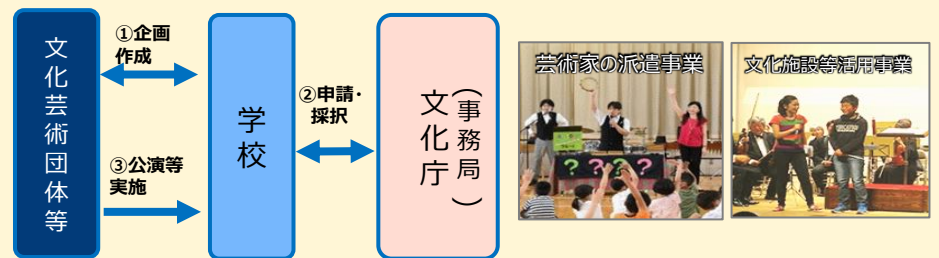 文化芸術団体等
①企画
作成
③公演等
実施
学校
②申請・
採択
文化庁
（事務局）
芸術家の派遣事業
文化施設等活用事業
? ? ? ?